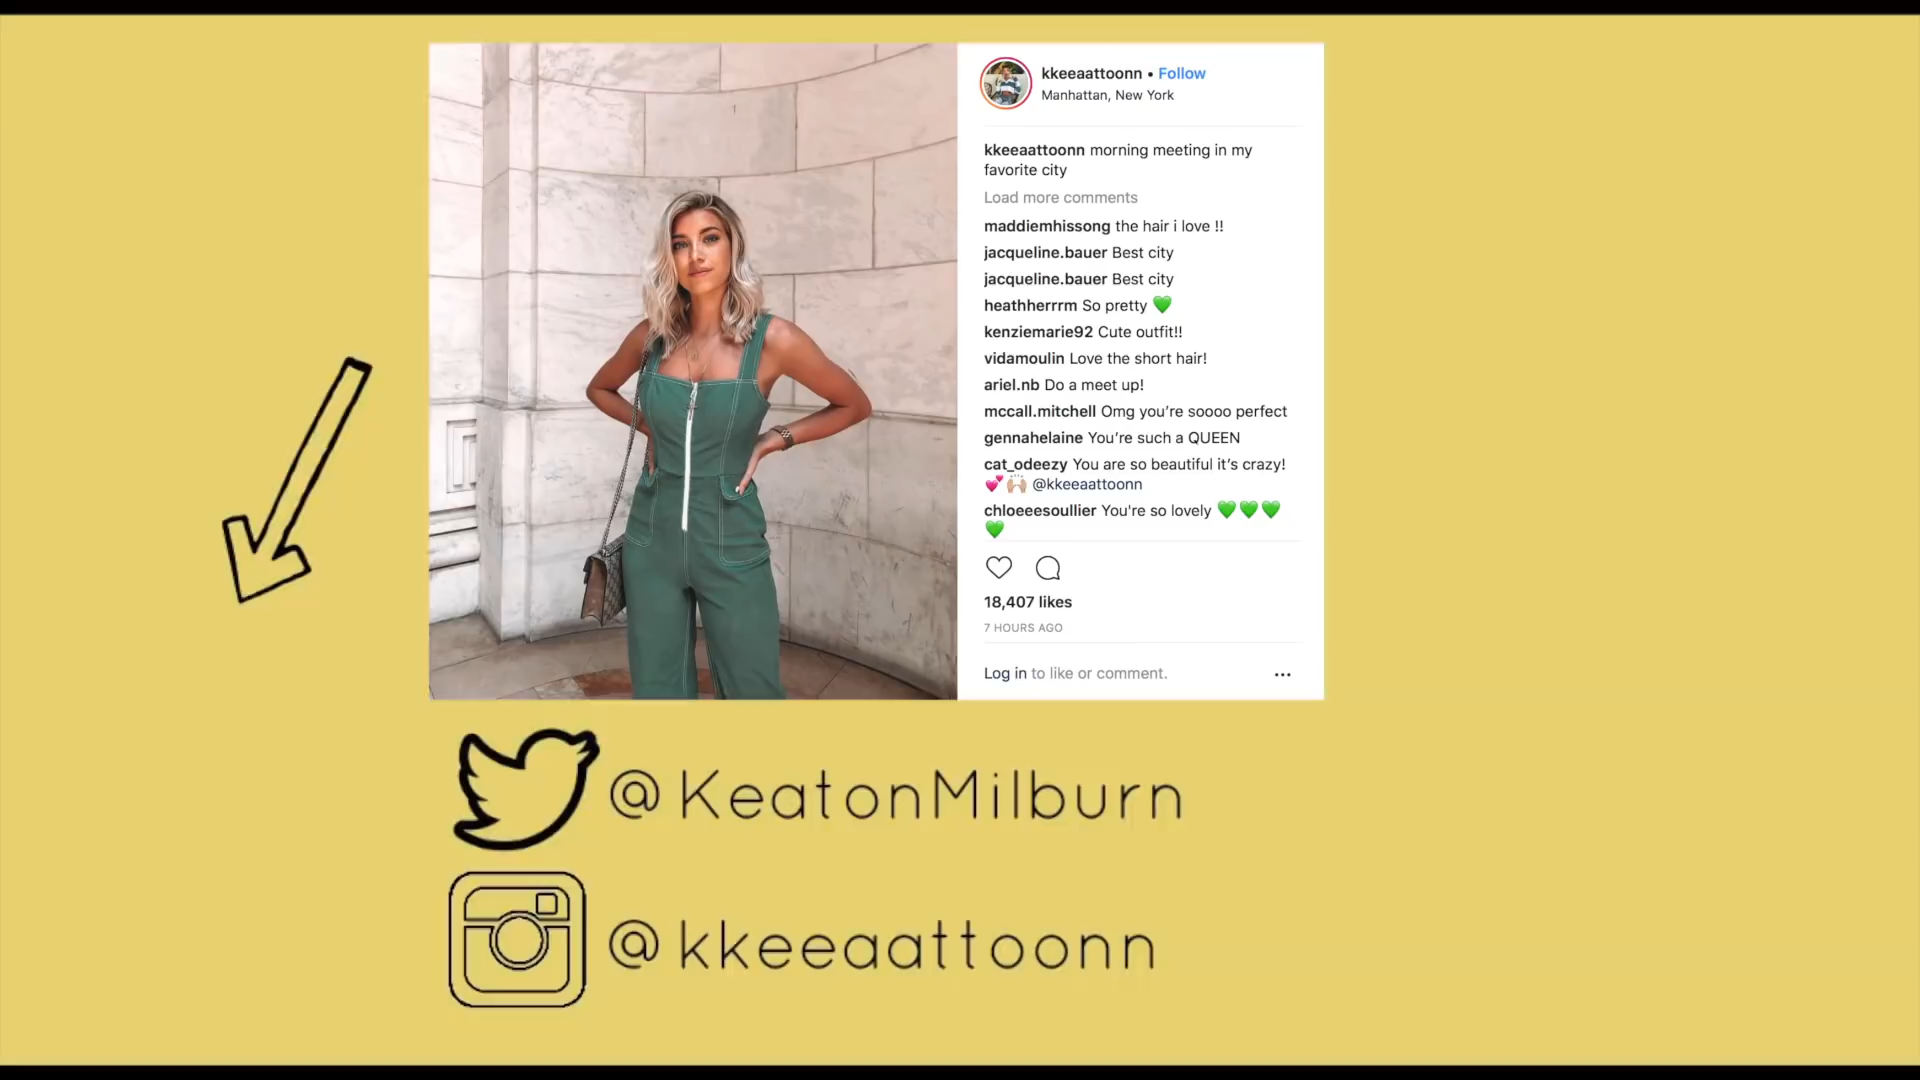 kkeeaattoonn • Follow
Manhattan, New York
kkeeaattoonn morning meeting in my
favorite city
Load more comments
maddiemhissong the hair i love !!
jacqueline.bauer Best city
jacqueline.bauer Best city
heathherrrm So pretty 💚
kenziemarie92 Cute outfit!!
vidamoulin Love the short hair!
ariel.nb Do a meet up!
mccall.mitchell Omg you're soooo perfect
gennahelaine You're such a QUEEN
cat_odeezy You are so beautiful it's crazy!
💕🙌🏼 @kkeeaattoonn
chloeeesoullier You're so lovely 💚💚💚
💚
18,407 likes
7 HOURS AGO
Log in to like or comment.
@KeatonMilburn
@kkeeaattoonn